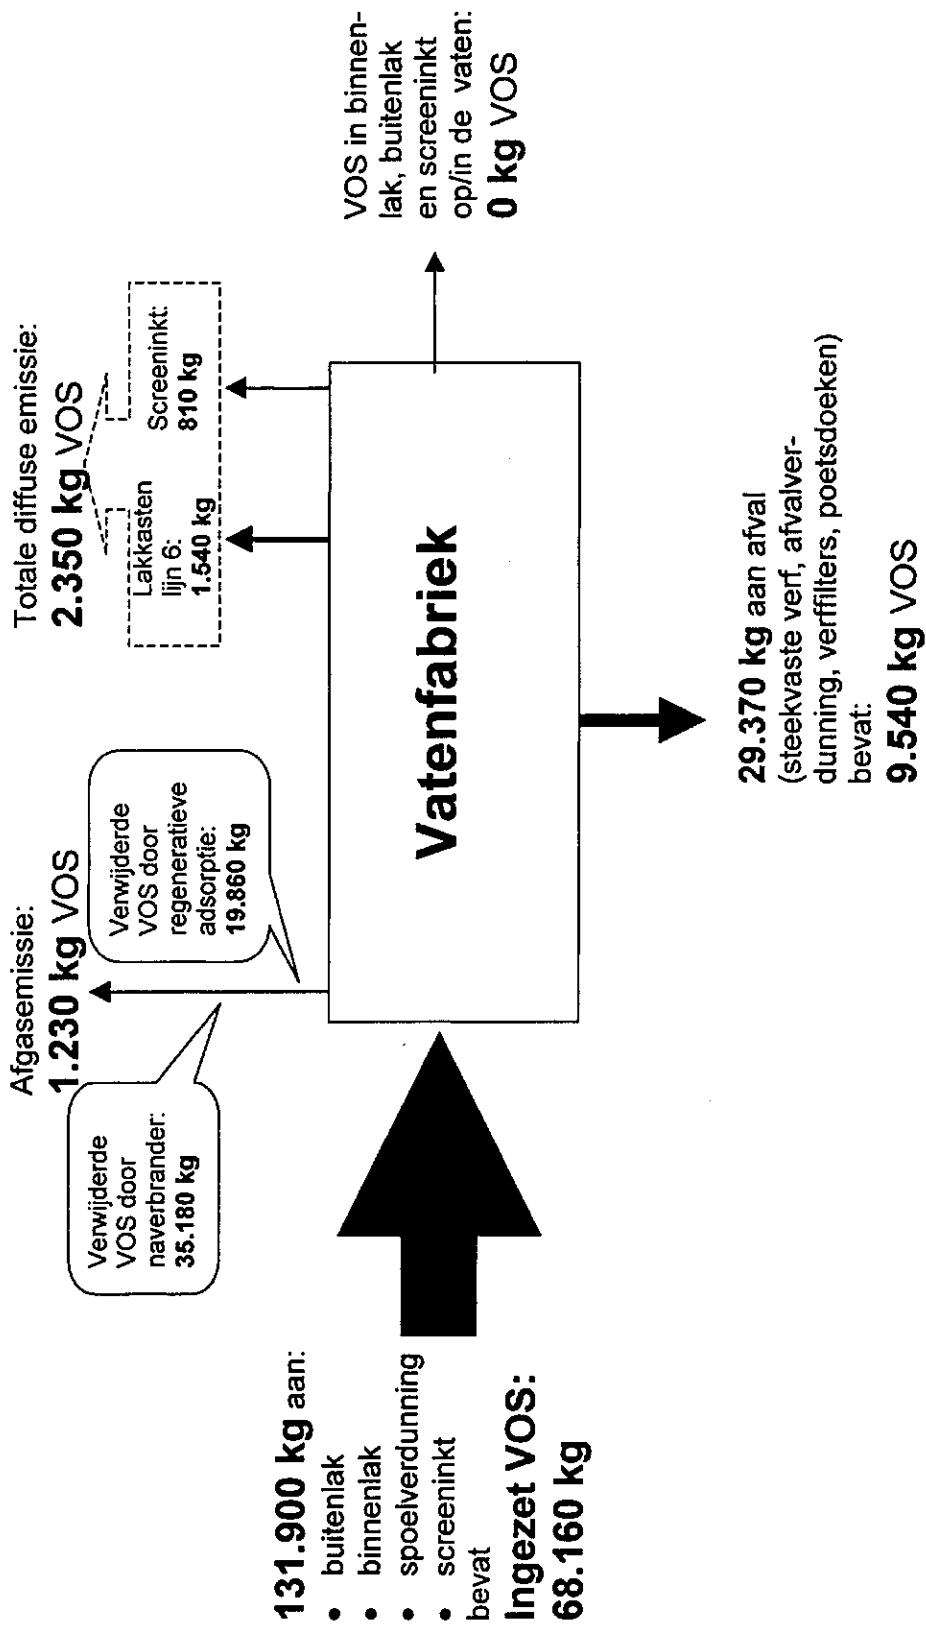 131.900 kg aan:
• buitenlak
• binnenlak
• spoelverdunning
• screeninkt
bevat
Ingezet VOS:
68.160 kg
Verwijderde
VOS door
naverbrander:
35.180 kg
Afgasemissie:
1.230 kg VOS
Verwijderde
VOS door
regeneratieve
adsorptie:
19.860 kg
Totale diffuse emissie:
2.350 kg VOS
Lakkasten
lijn 6:
1.540 kg
Screeninkt:
810 kg
Vatenfabriek
VOS in binnen-
lak, buitenlak
en screeninkt
op/in de vaten:
0 kg VOS
29.370 kg aan afval
(steekvaste verf, afvalver-
dunning, verffilters, poetsdoeken)
bevat:
9.540 kg VOS